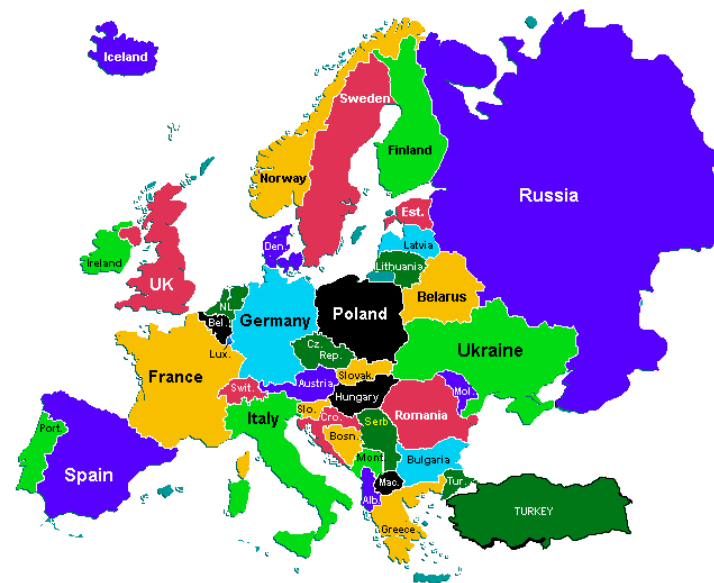 Iceland
Sweden
Finland
Norway
Russia
Est.
Den.
Latvia
Ireland
Lithuania
UK
NL
Belarus
Bel.
Germany
Poland
Lux.
Cz.
Rep.
Ukraine
France
Slovak.
Swit.
Austria
Hungary
Mol.
Slo.
Romania
Italy
Cro.
Serb
Port.
Bosn.
Spain
Mont.
Bulgaria
Mac.
Tur.
Alb.
TURKEY
Greece